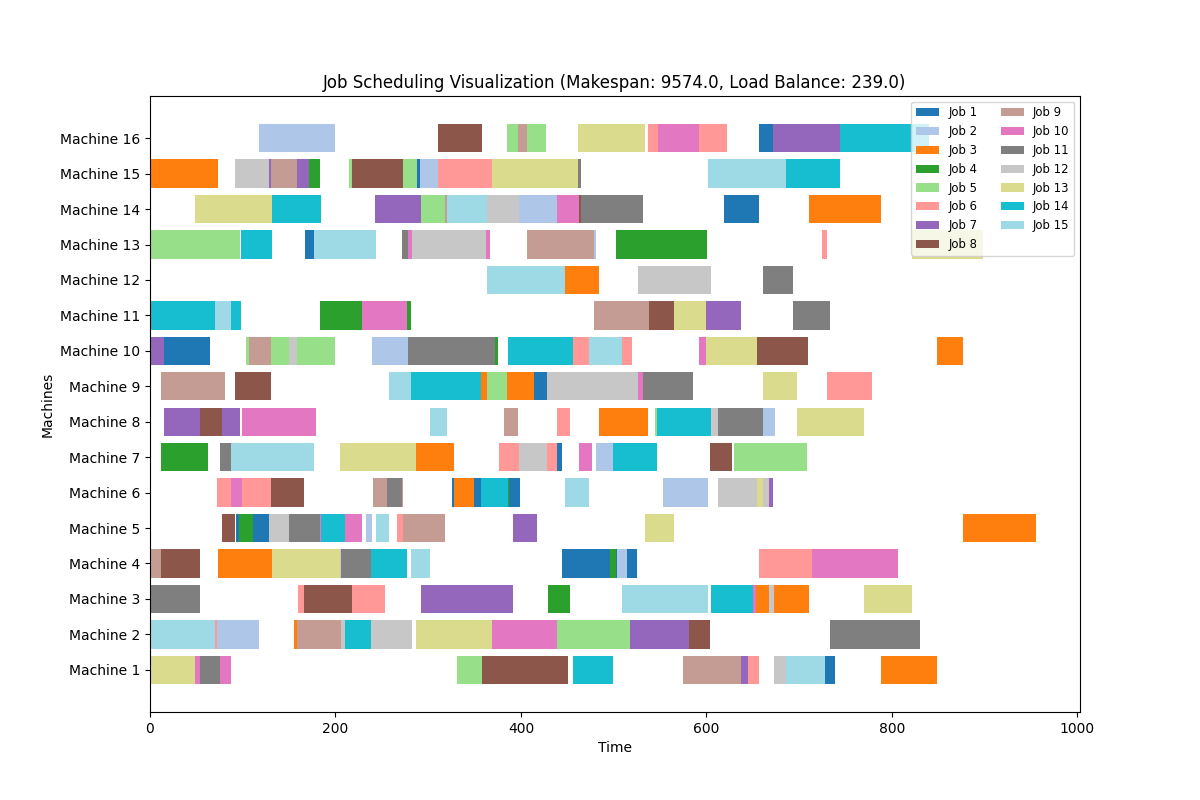 Job Scheduling Visualization (Makespan: 9574.0, Load Balance: 239.0)
Job 1
Job 2
Job 3
Job 4
Job 5
Job 6
Job 7
Job 8
Job 9
Job 10
Job 11
Job 12
Job 13
Job 14
Job 15
Machines
Machine 16
Machine 15
Machine 14
Machine 13
Machine 12
Machine 11
Machine 10
Machine 9
Machine 8
Machine 7
Machine 6
Machine 5
Machine 4
Machine 3
Machine 2
Machine 1
0 200 400 600 800 1000
Time